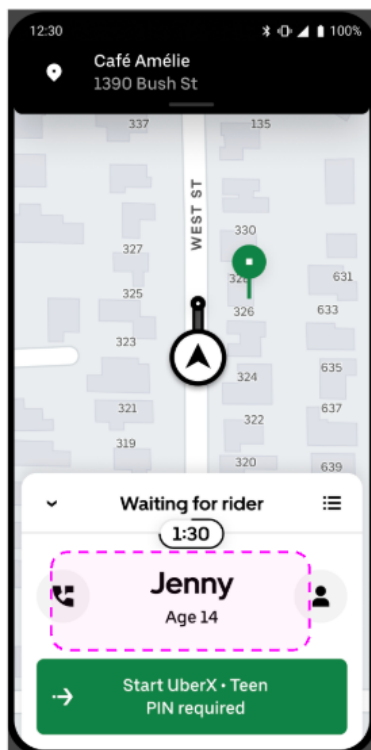 12:30
100%
Café Amélie
1390 Bush St
337
135
WEST ST
330
327
328
631
325
326
633
323
324
635
321
322
637
319
320
639
Waiting for rider
1:30
Jenny
Age 14
Start UberX • Teen
PIN required